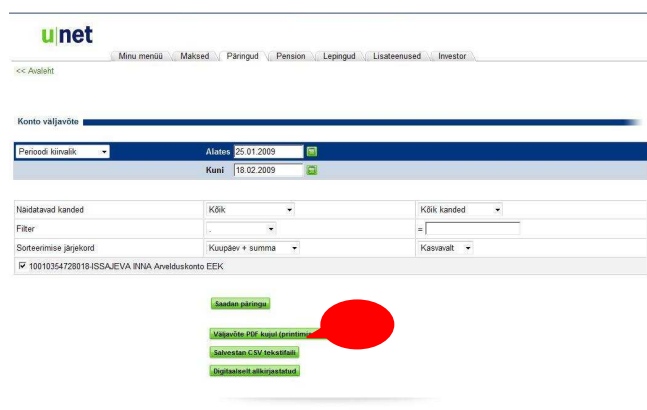 u|net
Minu menüü Maksed Päringud Pension Lepingud Lisateenused Investor
<< Avaleht
Konto väljavõte
Perioodi kiirvalik Alates 25.01.2009
Kuni 18.02.2009
Näidatavad kanded Kõik Kõik kanded
Filter . =
Sorteerimise järjekord Kuupäev + summa Kasvavalt
10010354728018-ISSAJEVA INNA Arvelduskonto EEK
Saadan päringu
Väljavõte PDF kujul
Salvestan CSV tekstifaili
Digitaalselt allkirjastatud